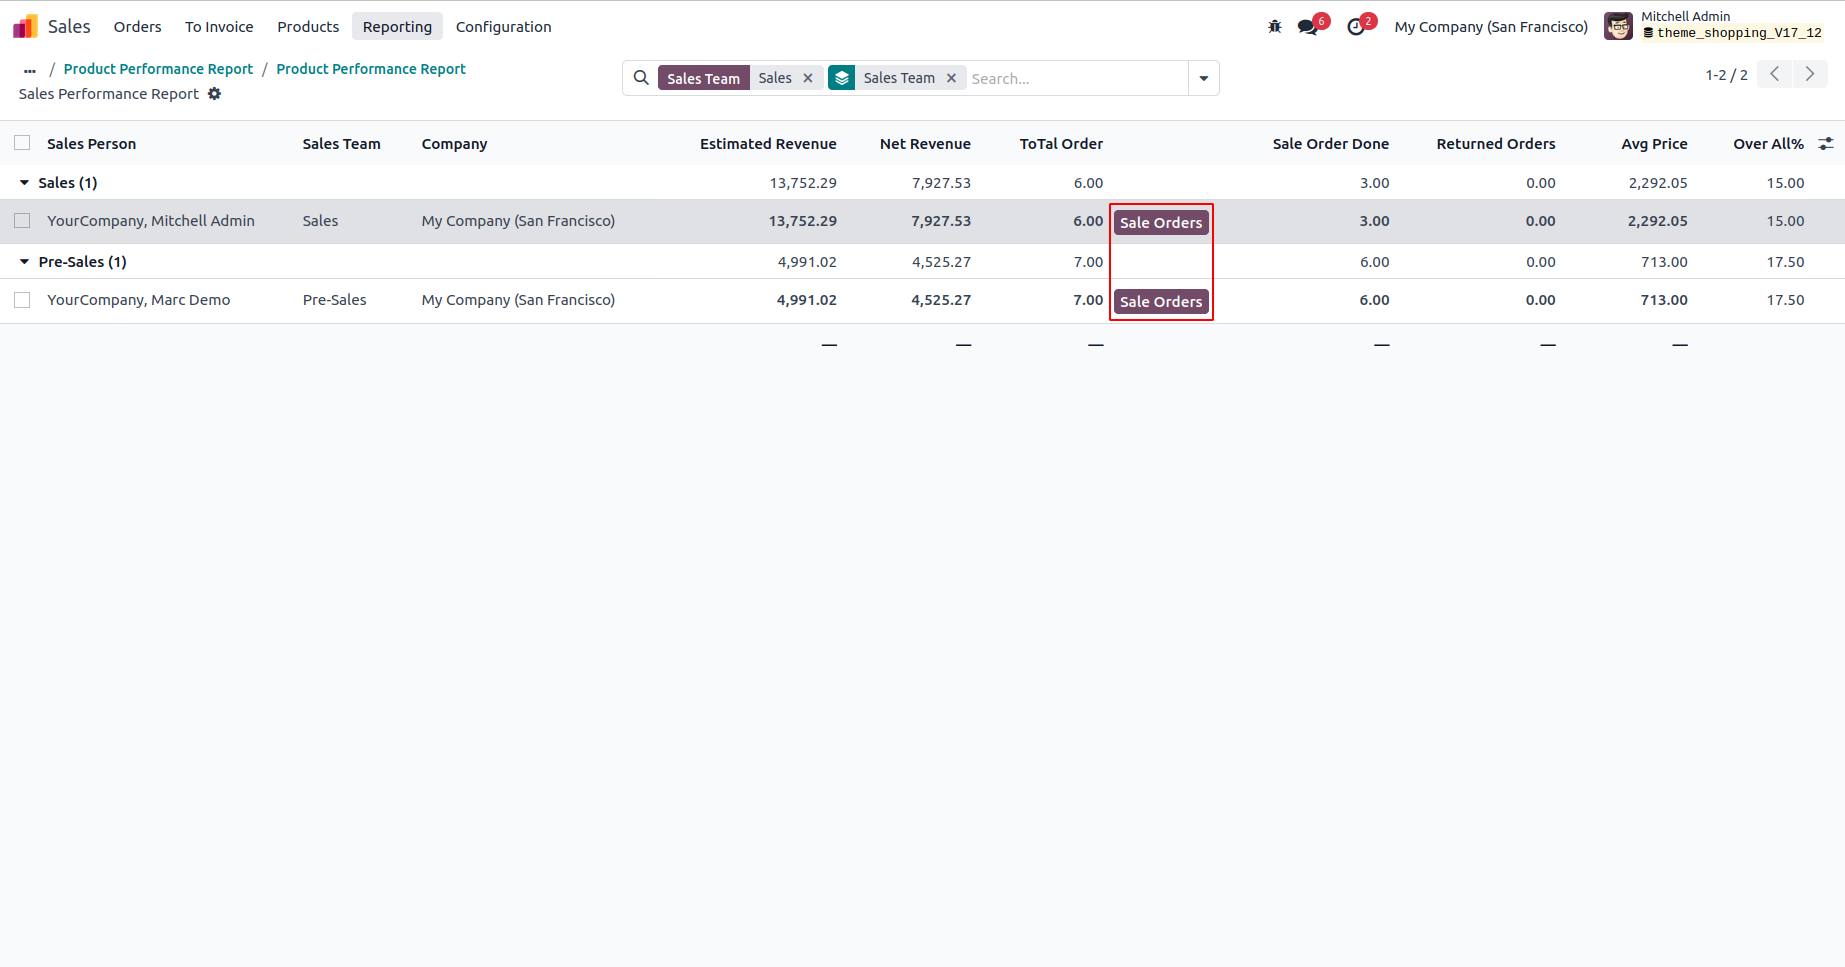 Sales Orders To Invoice Products Reporting Configuration 6 2 My Company (San Francisco) Mitchell Admin
theme_shopping_V17_12
... / Product Performance Report / Product Performance Report
Sales Performance Report
Sales Team Sales × Sales Team × Search...
1-2 / 2
Sales Person Sales Team Company Estimated Revenue Net Revenue ToTal Order Sale Order Done Returned Orders Avg Price Over All%
Sales (1) 13,752.29 7,927.53 6.00 3.00 0.00 2,292.05 15.00
YourCompany, Mitchell Admin Sales My Company (San Francisco) 13,752.29 7,927.53 6.00 Sale Orders 3.00 0.00 2,292.05 15.00
Pre-Sales (1) 4,991.02 4,525.27 7.00 6.00 0.00 713.00 17.50
YourCompany, Marc Demo Pre-Sales My Company (San Francisco) 4,991.02 4,525.27 7.00 Sale Orders 6.00 0.00 713.00 17.50
— — — — — —